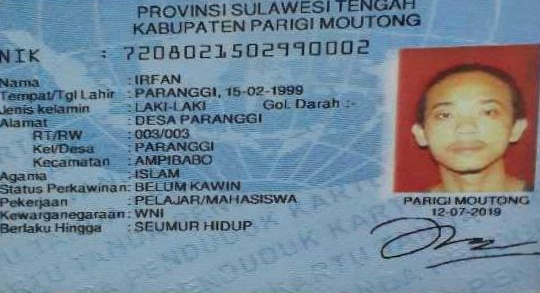 PROVINSI SULAWESI TENGAH
KABUPATEN PARIGI MOUTONG
NIK : 7208021502990002
Nama : IRFAN
Tempat/Tgl Lahir : PARANGGI, 15-02-1999
Jenis kelamin : LAKI-LAKI Gol. Darah :-
Alamat : DESA PARANGGI
RT/RW : 003/003
Kel/Desa : PARANGGI
Kecamatan : AMPIBABO
Agama : ISLAM
Status Perkawinan: BELUM KAWIN
Pekerjaan : PELAJAR/MAHASISWA
Kewarganegaraan: WNI
Berlaku Hingga : SEUMUR HIDUP
PARIGI MOUTONG
12-07-2019